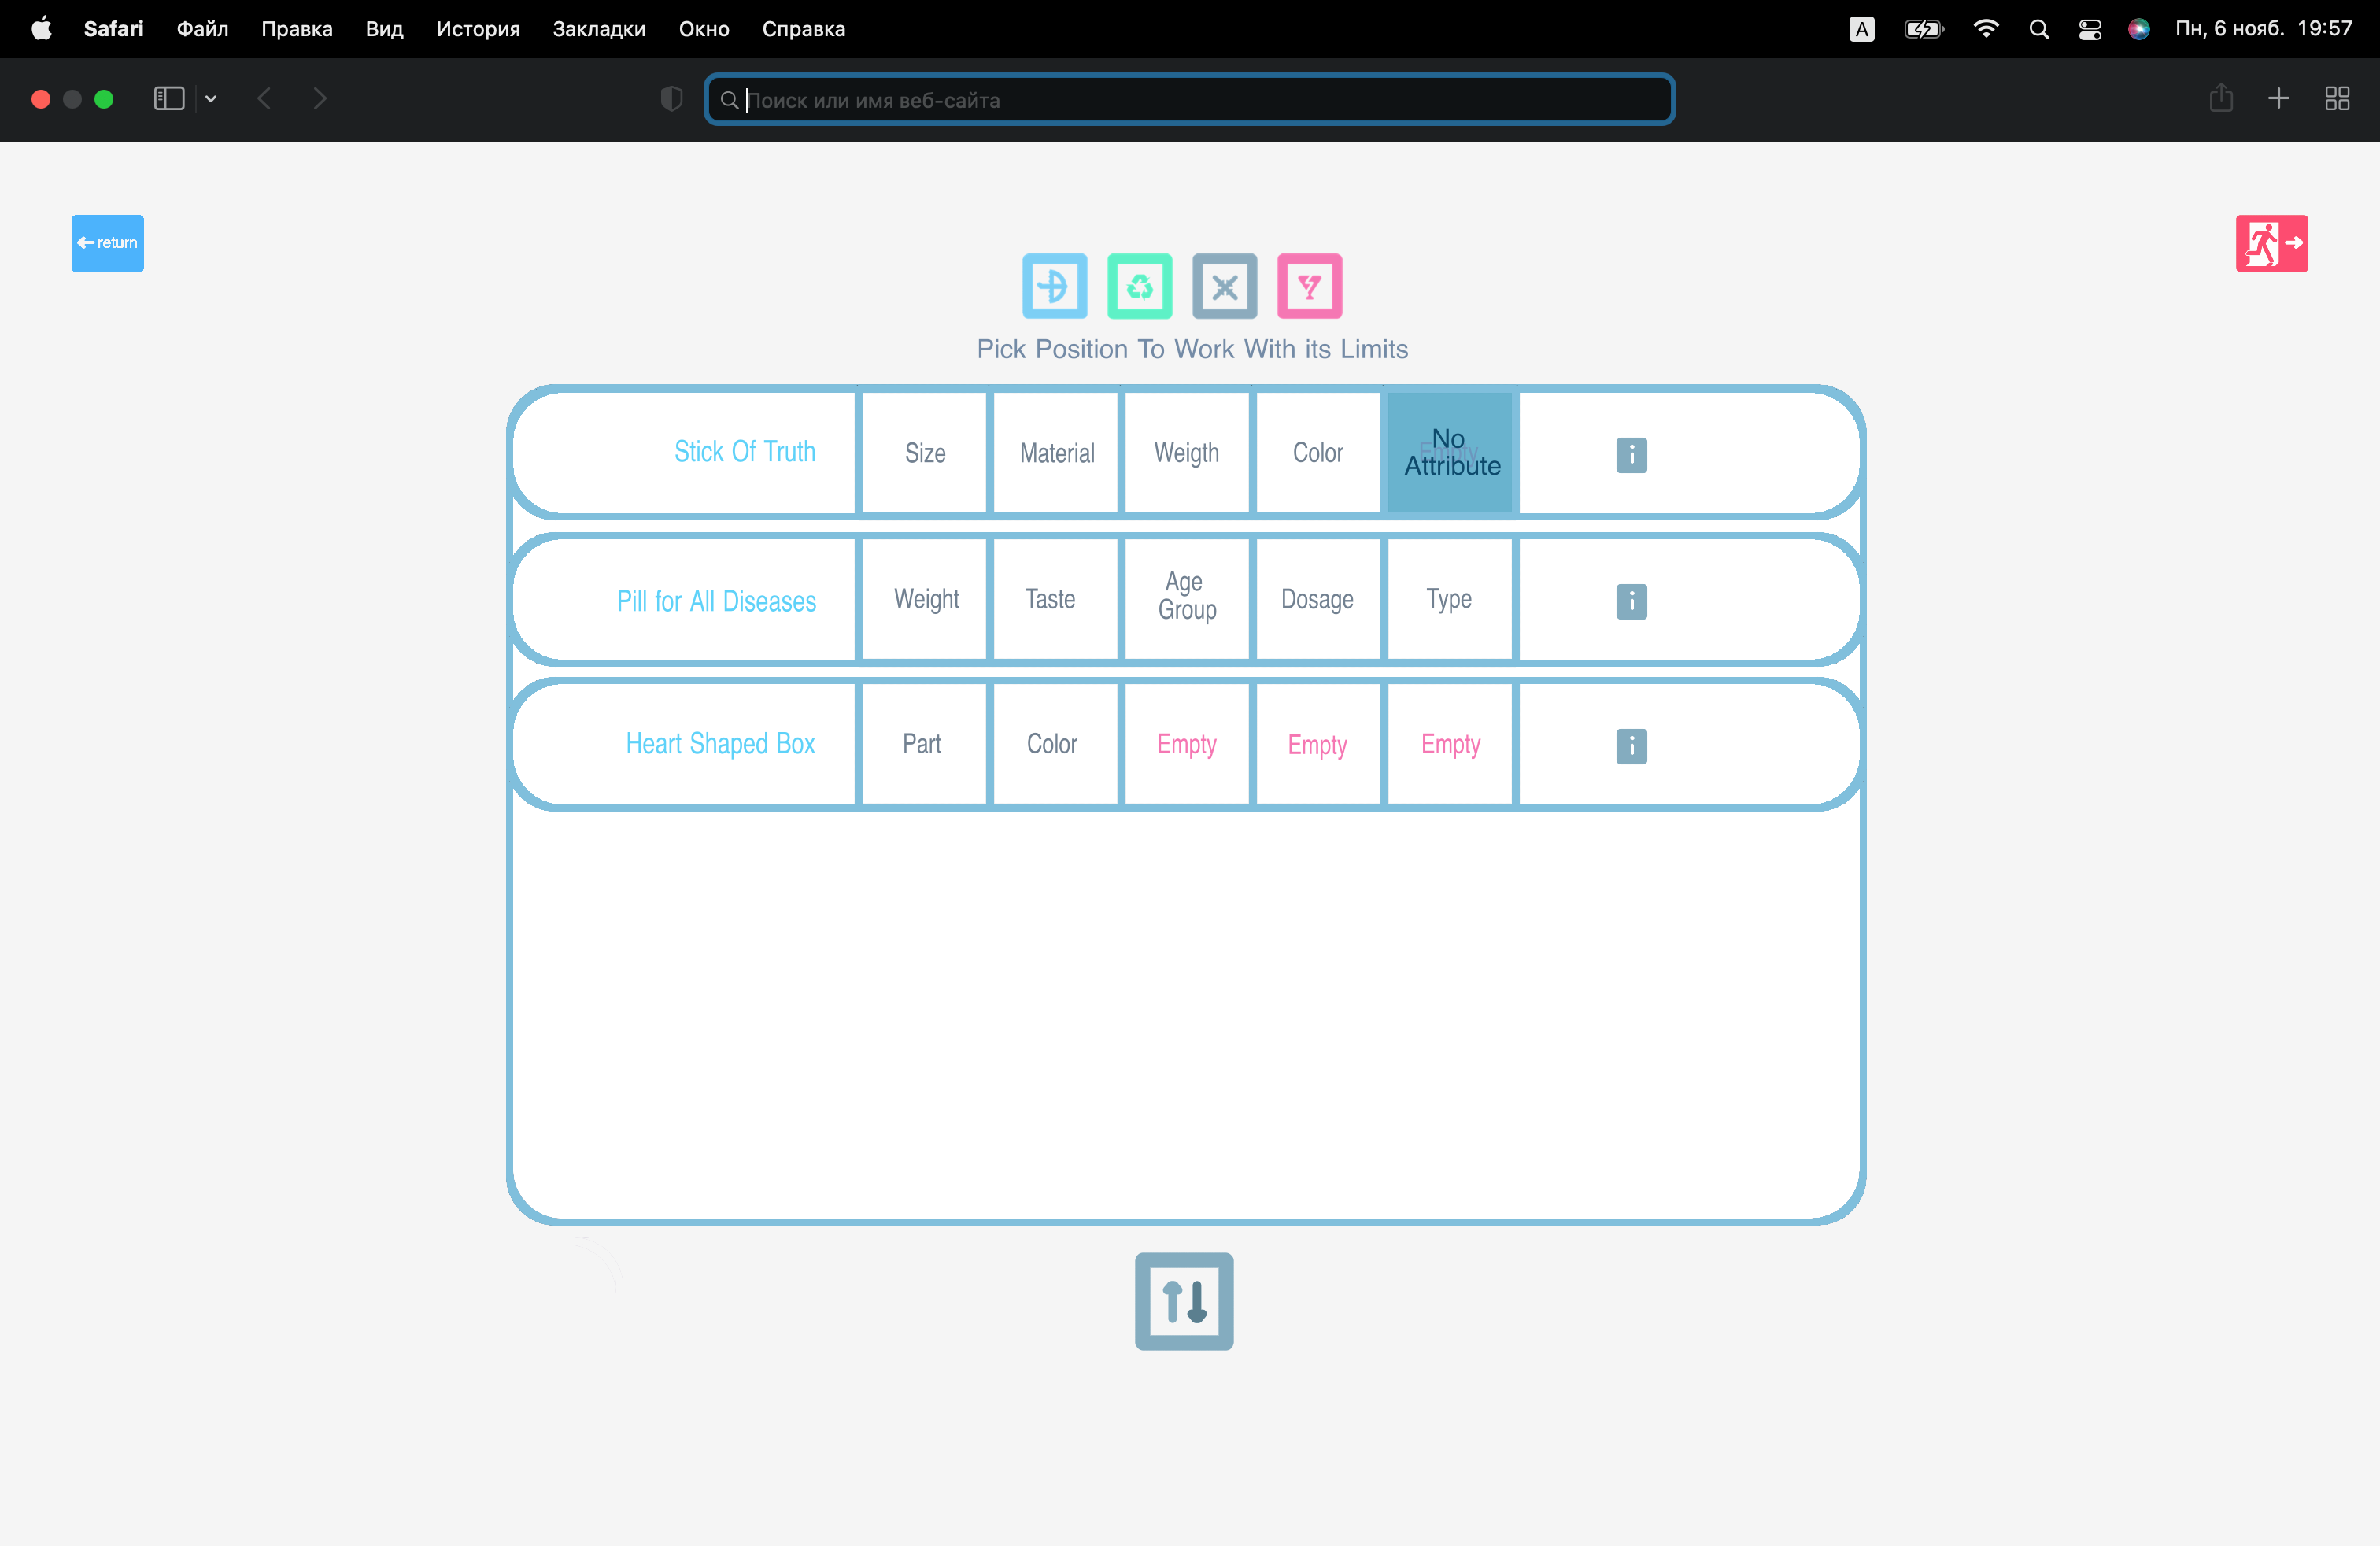 Safari Файл Правка Вид История Закладки Окно Справка A Пн, 6 нояб. 19:57
Поиск или имя веб-сайта
return
Pick Position To Work With its Limits
Stick Of Truth Size Material Weigth Color Empty No Attribute i
Pill for All Diseases Weight Taste Age Group Dosage Type i
Heart Shaped Box Part Color Empty Empty Empty i